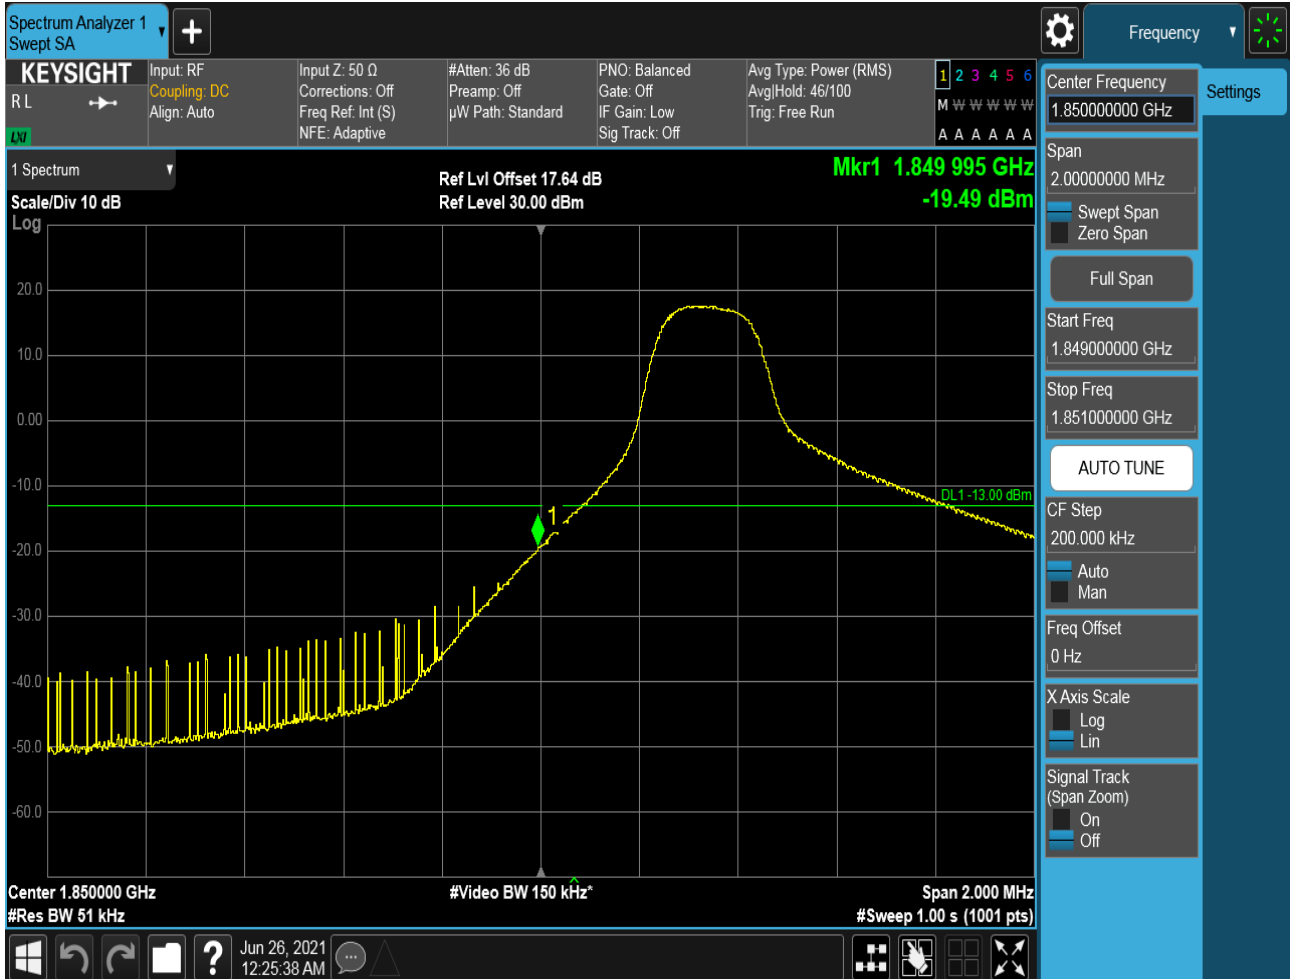 Spectrum Analyzer 1
Swept SA
Frequency
KEYSIGHT
R L
LXI
Input: RF
Coupling: DC
Align: Auto
Input Z: 50 Ω
Corrections: Off
Freq Ref: Int (S)
NFE: Adaptive
#Atten: 36 dB
Preamp: Off
µW Path: Standard
PNO: Balanced
Gate: Off
IF Gain: Low
Sig Track: Off
Avg Type: Power (RMS)
Avg|Hold: 46/100
Trig: Free Run
1 2 3 4 5 6
M W W W W W
A A A A A A
Center Frequency
1.850000000 GHz
Settings
Span
2.00000000 MHz
Swept Span
Zero Span
Full Span
Start Freq
1.849000000 GHz
Stop Freq
1.851000000 GHz
AUTO TUNE
CF Step
200.000 kHz
Auto
Man
Freq Offset
0 Hz
X Axis Scale
Log
Lin
Signal Track
(Span Zoom)
On
Off
1 Spectrum
Scale/Div 10 dB
Log
Ref Lvl Offset 17.64 dB
Ref Level 30.00 dBm
Mkr1 1.849 995 GHz
-19.49 dBm
20.0
10.0
0.00
-10.0
-20.0
-30.0
-40.0
-50.0
-60.0
DL1 -13.00 dBm
1
Center 1.850000 GHz
#Video BW 150 kHz*
Span 2.000 MHz
#Res BW 51 kHz
#Sweep 1.00 s (1001 pts)
?
Jun 26, 2021
12:25:38 AM